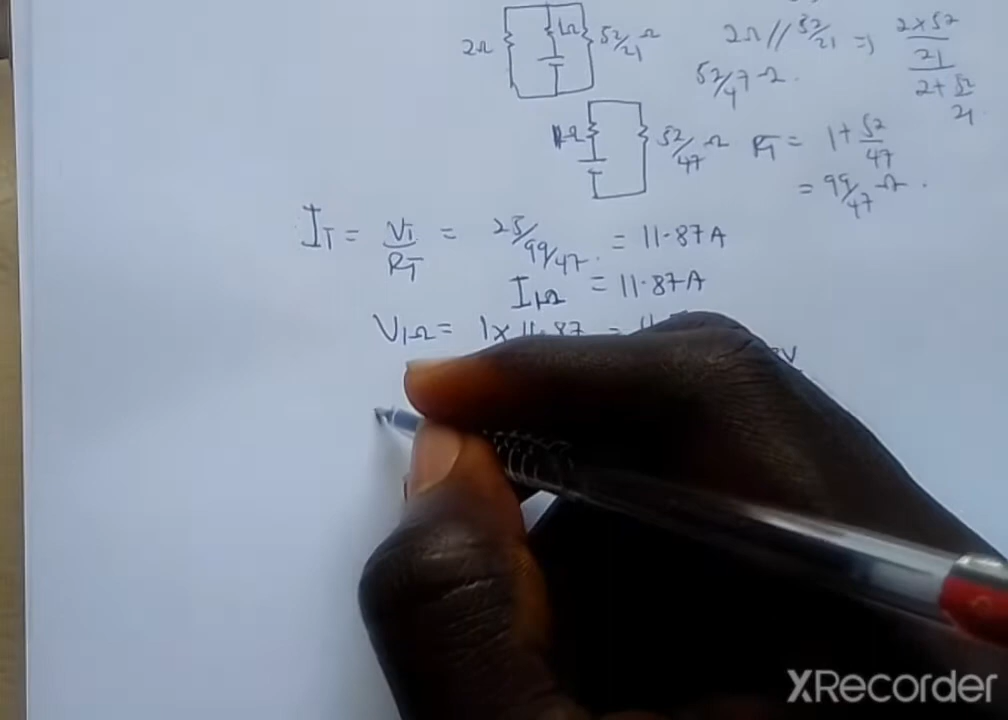 2Ω 1Ω 52/21 Ω 2Ω // 52/21 => 2 x 52/21 / 2 + 52/21
52/47 Ω.
1Ω 52/47 Ω RT = 1 + 52/47
= 99/47 Ω.
IT = VT/RT = 25/99/47 = 11.87A
I1Ω = 11.87A
V1Ω = 1 x 11.87 =
XRecorder